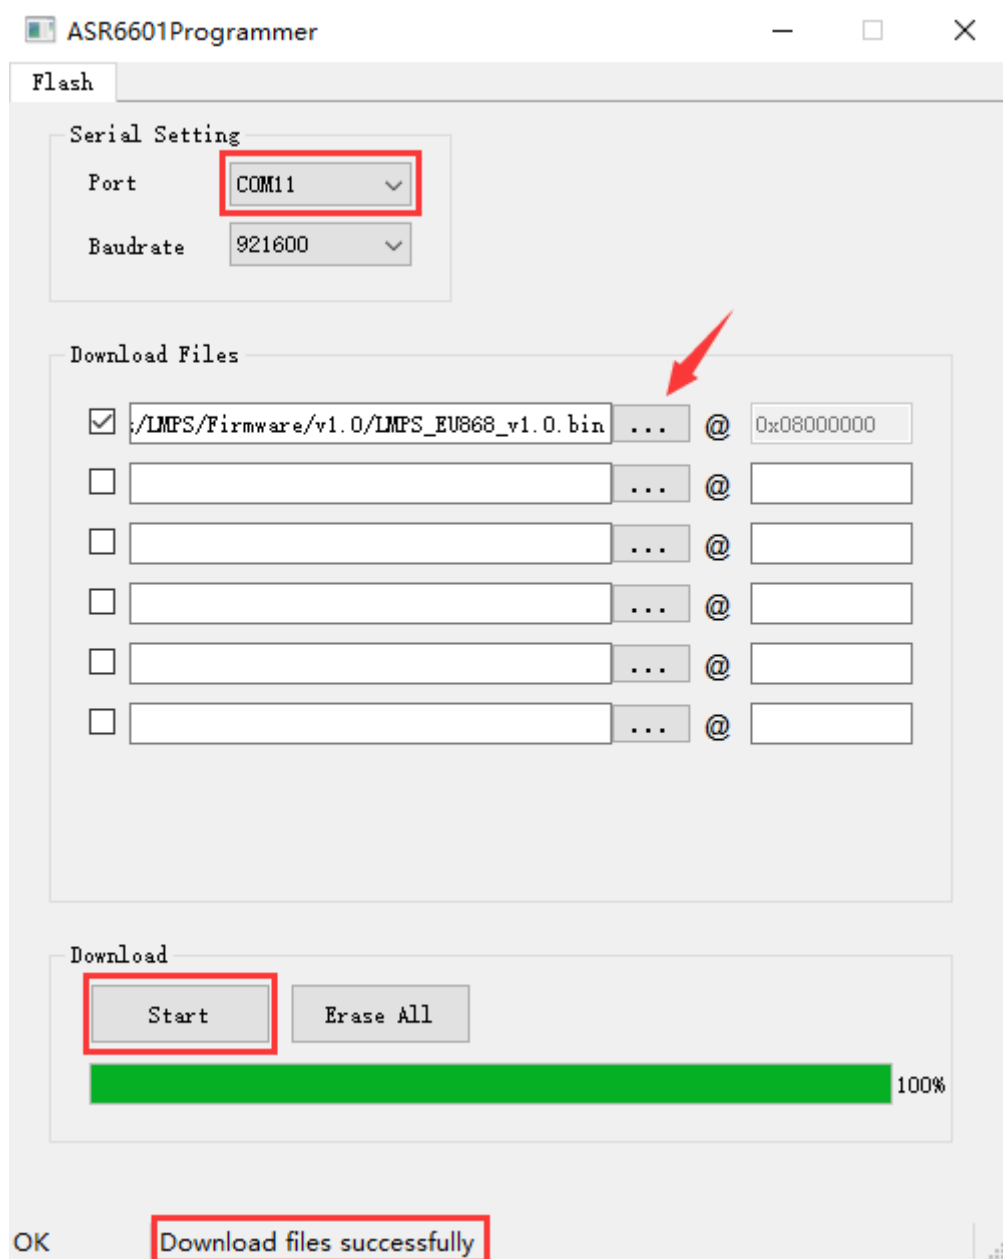 ASR6601Programmer
Flash
Serial Setting
Port COM11
Baudrate 921600
Download Files
:/LMPS/Firmware/v1.0/LMPS_EU868_v1.0.bin ... @ 0x08000000
... @
... @
... @
... @
... @
Download
Start Erase All
100%
OK Download files successfully